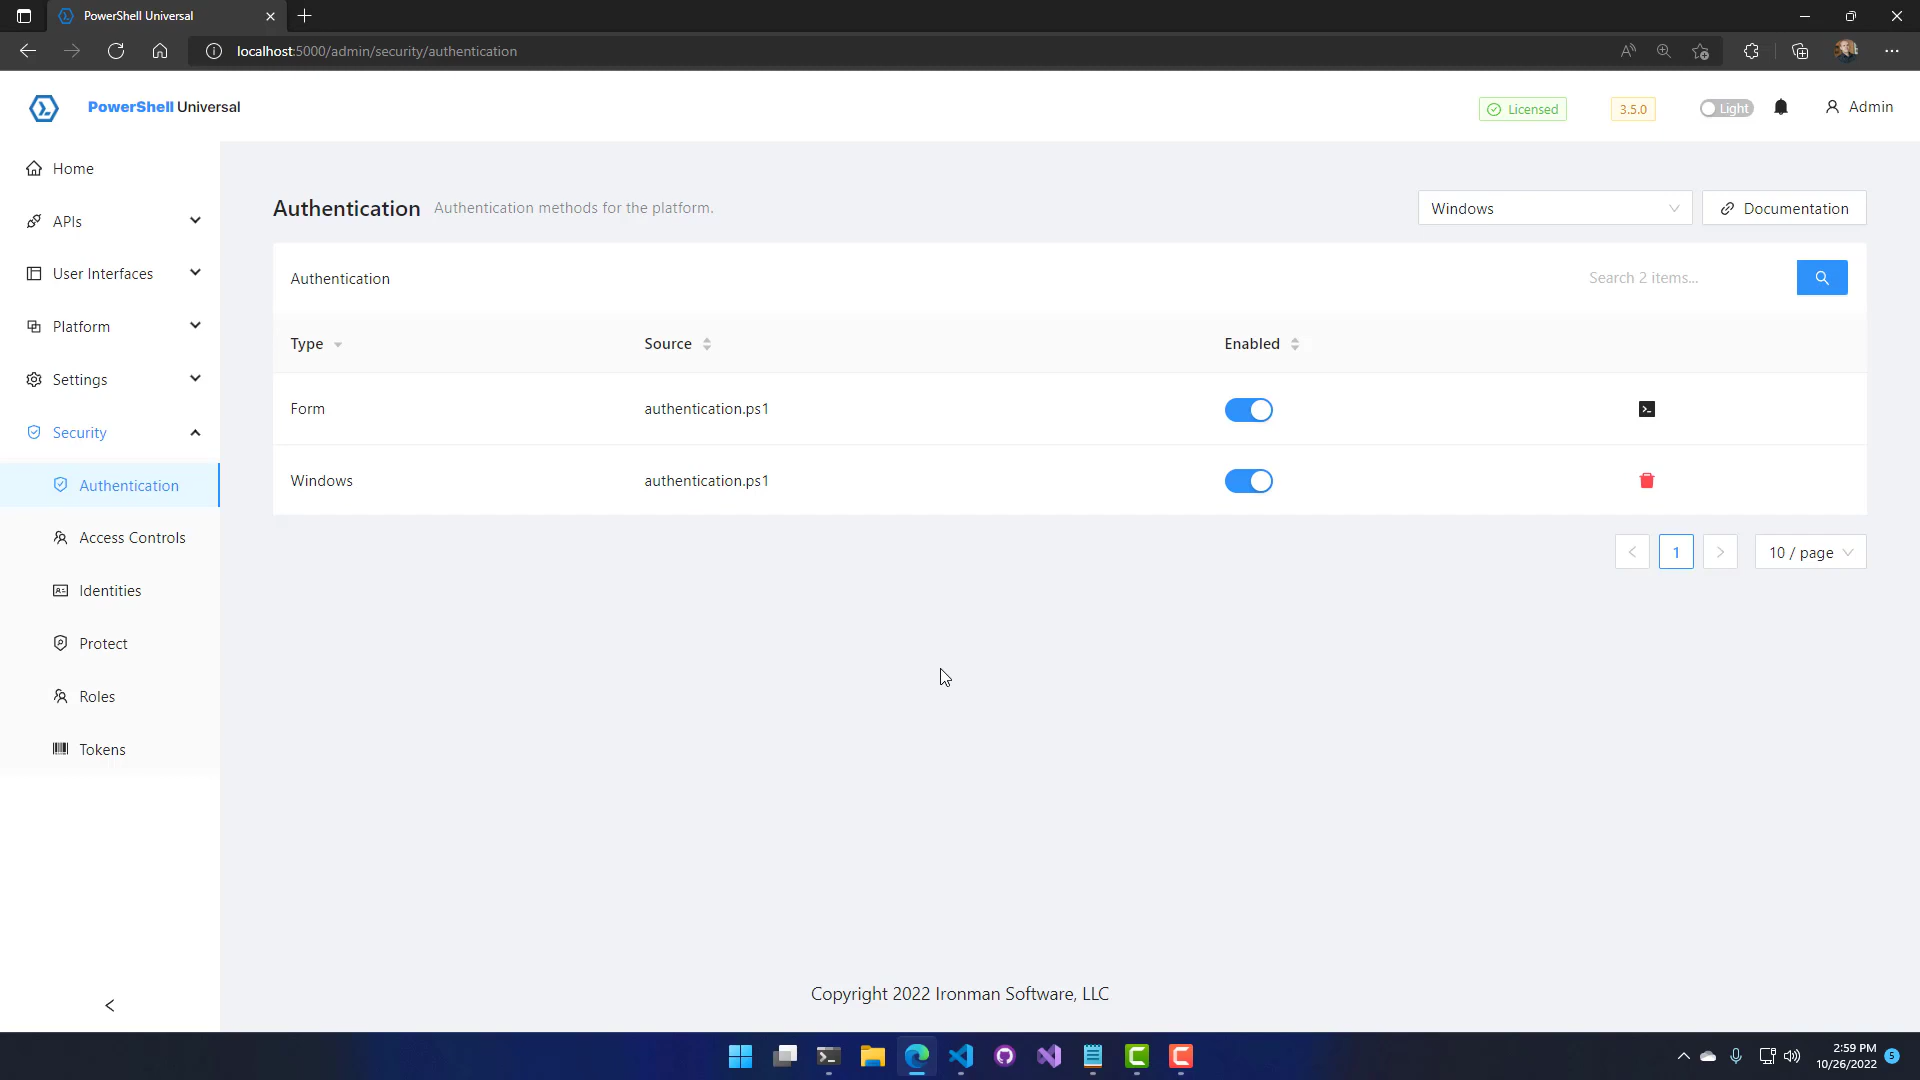 PowerShell Universal
localhost:5000/admin/security/authentication
PowerShell Universal
Licensed
3.5.0
Light
Admin
Home
APIs
User Interfaces
Platform
Settings
Security
Authentication
Access Controls
Identities
Protect
Roles
Tokens
Authentication Authentication methods for the platform.
Windows
Documentation
Authentication
Search 2 items...
Type Source Enabled
Form authentication.ps1
Windows authentication.ps1
1
10 / page
Copyright 2022 Ironman Software, LLC
2:59 PM
10/26/2022
5